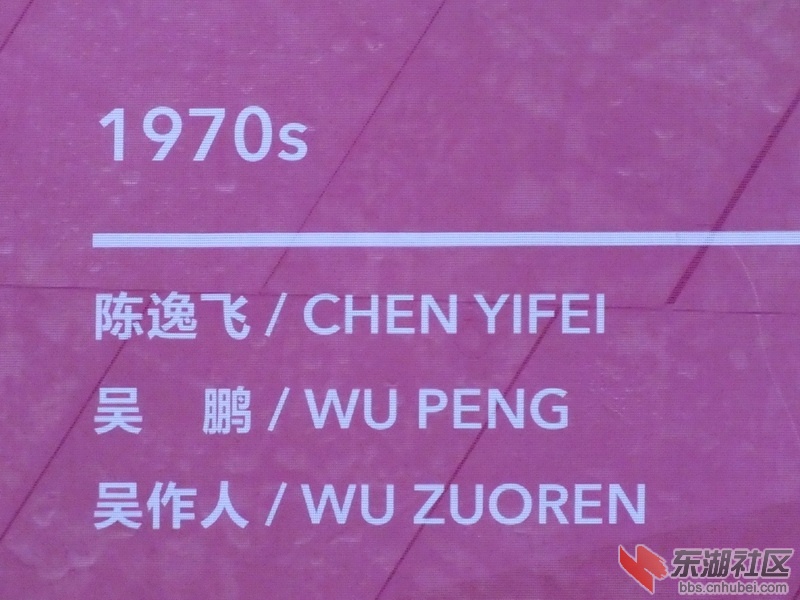 1970s
陈逸飞 / CHEN YIFEI
吴 鹏 / WU PENG
吴作人 / WU ZUOREN
东湖社区
bbs.cnhubei.com